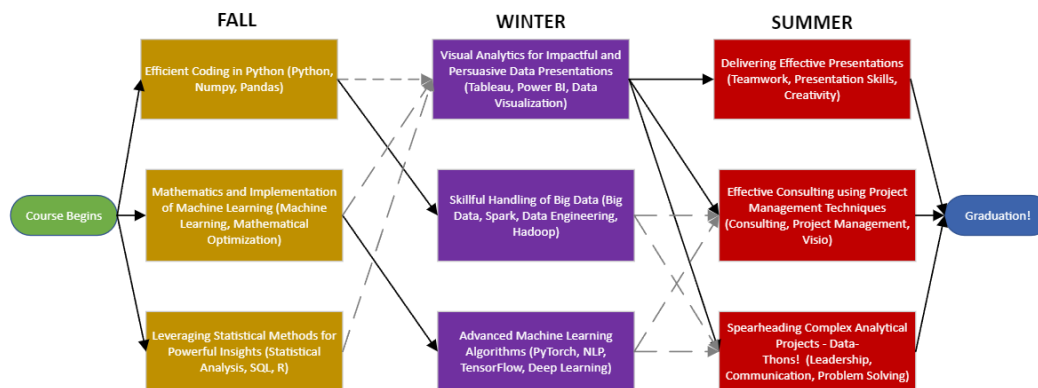 FALL
WINTER
SUMMER
Efficient Coding in Python (Python,
Numpy, Pandas)
Visual Analytics for Impactful and
Persuasive Data Presentations
(Tableau, Power BI, Data
Visualization)
Delivering Effective Presentations
(Teamwork, Presentation Skills,
Creativity)
Course Begins
Mathematics and Implementation
of Machine Learning (Machine
Learning, Mathematical
Optimization)
Skillful Handling of Big Data (Big
Data, Spark, Data Engineering,
Hadoop)
Effective Consulting using Project
Management Techniques
(Consulting, Project Management,
Visio)
Graduation!
Leveraging Statistical Methods for
Powerful Insights (Statistical
Analysis, SQL, R)
Advanced Machine Learning
Algorithms (PyTorch, NLP,
TensorFlow, Deep Learning)
Spearheading Complex Analytical
Projects - Data-
Thons! (Leadership,
Communication, Problem Solving)